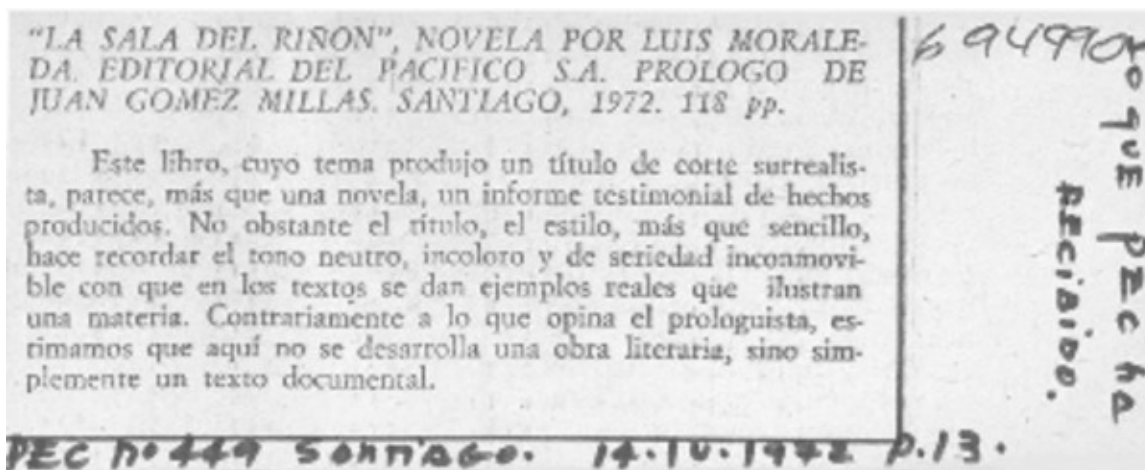 "LA SALA DEL RIÑON", NOVELA POR LUIS MORALE-
DA. EDITORIAL DEL PACIFICO S.A. PROLOGO DE
JUAN GOMEZ MILLAS. SANTIAGO, 1972. 118 pp.
Este libro, cuyo tema produjo un título de corte surrealis-
ta, parece, más que una novela, un informe testimonial de hechos
producidos. No obstante el título, el estilo, más que sencillo,
hace recordar el tono neutro, incoloro y de seriedad inconmovi-
ble con que en los textos se dan ejemplos reales que ilustran
una materia. Contrariamente a lo que opina el prologuista, es-
timamos que aquí no se desarrolla una obra literaria, sino sim-
plemente un texto documental.
694990
Lo QUE PEC ha
RECIBIDO.
PEC no 449 Santiago. 14.IV.1972 p.13.